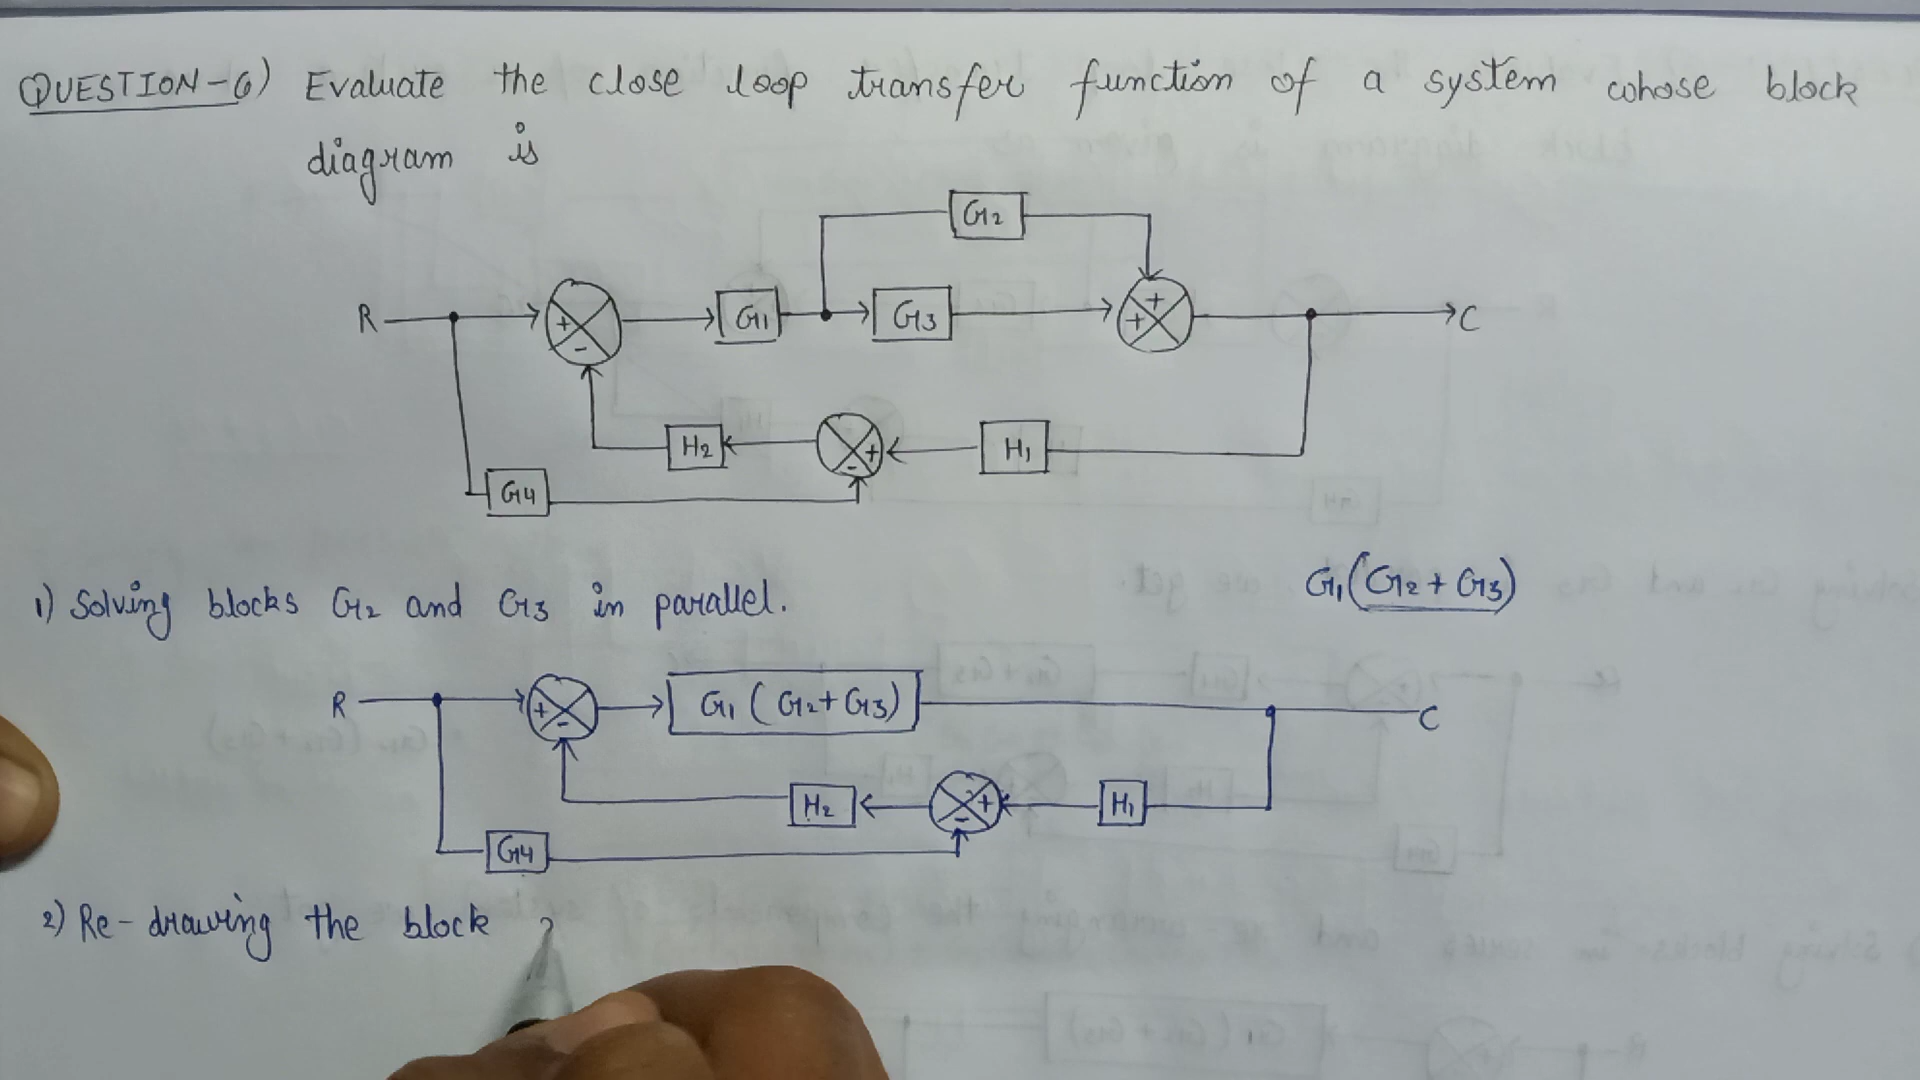 QUESTION-6) Evaluate the close loop transfer function of a system whose block
diagram is
G2
R + - G1 G3 + + C
H2 + - H1
G4
1) Solving blocks G2 and G3 in parallel.
G1(G2+G3)
R + - G1 (G2+G3) C
H2 + - H1
G4
2) Re-drawing the block